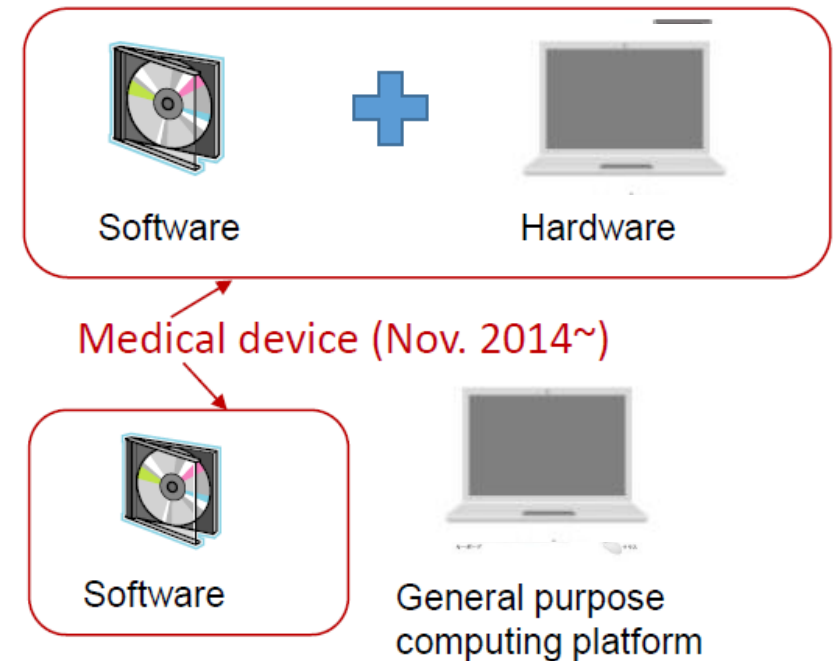 Software
Hardware
Medical device (Nov. 2014~)
Software
General purpose
computing platform